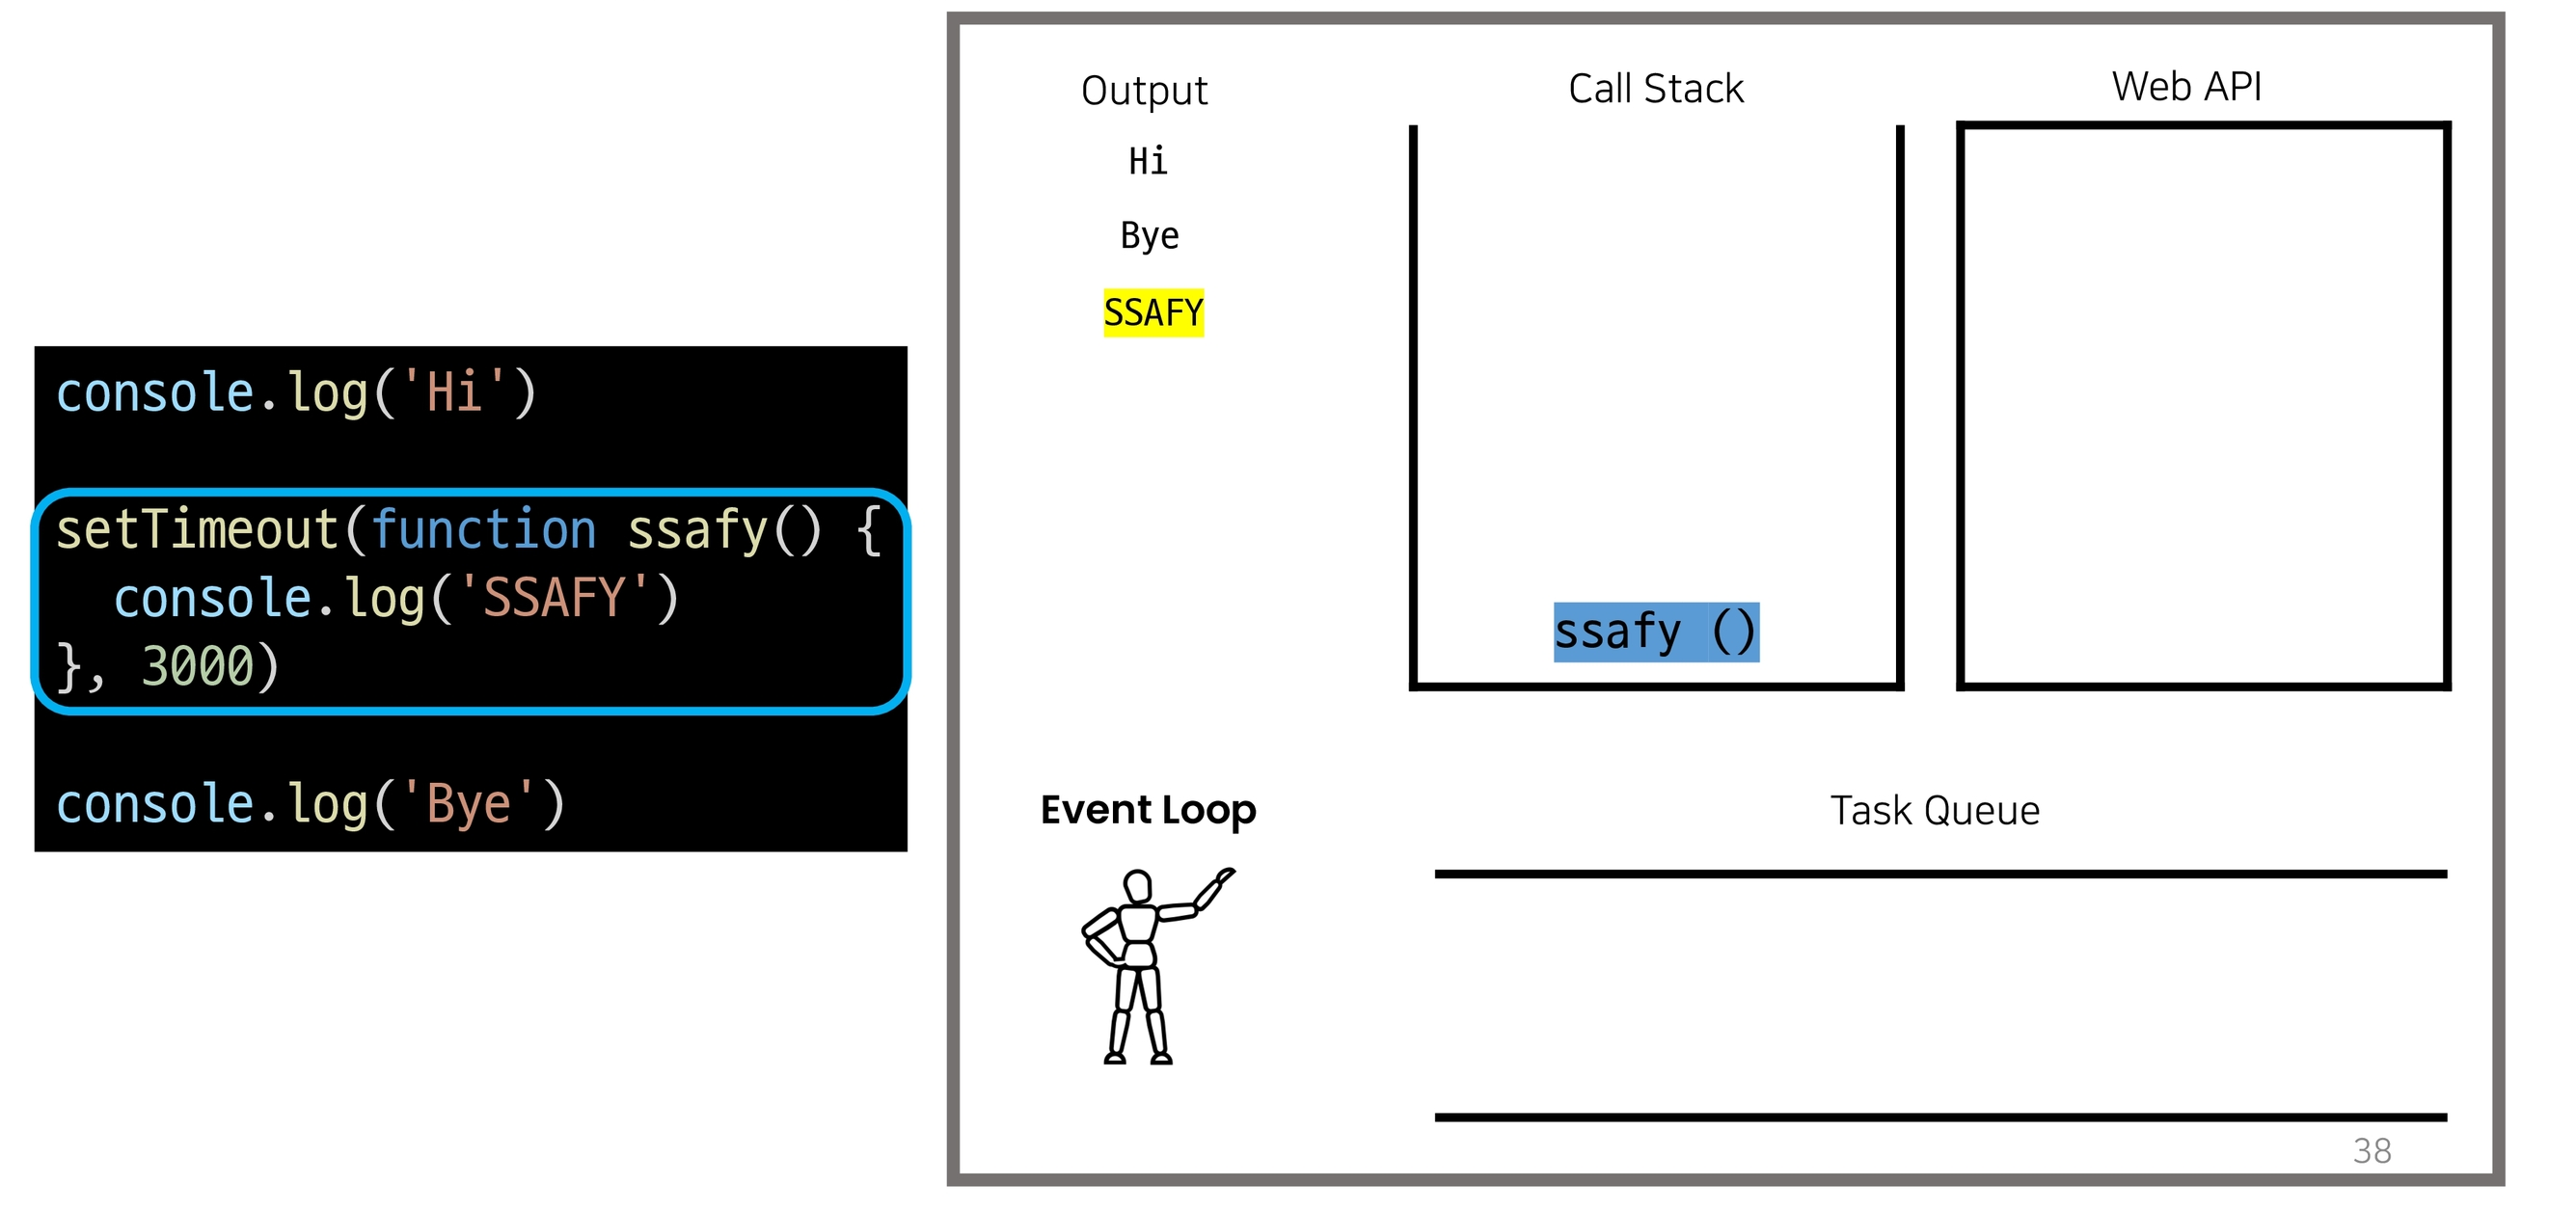 console.log('Hi')
setTimeout(function ssafy() {
  console.log('SSAFY')
}, 3000)
console.log('Bye')
Output
Hi
Bye
SSAFY
Call Stack
ssafy ()
Web API
Event Loop
Task Queue
38